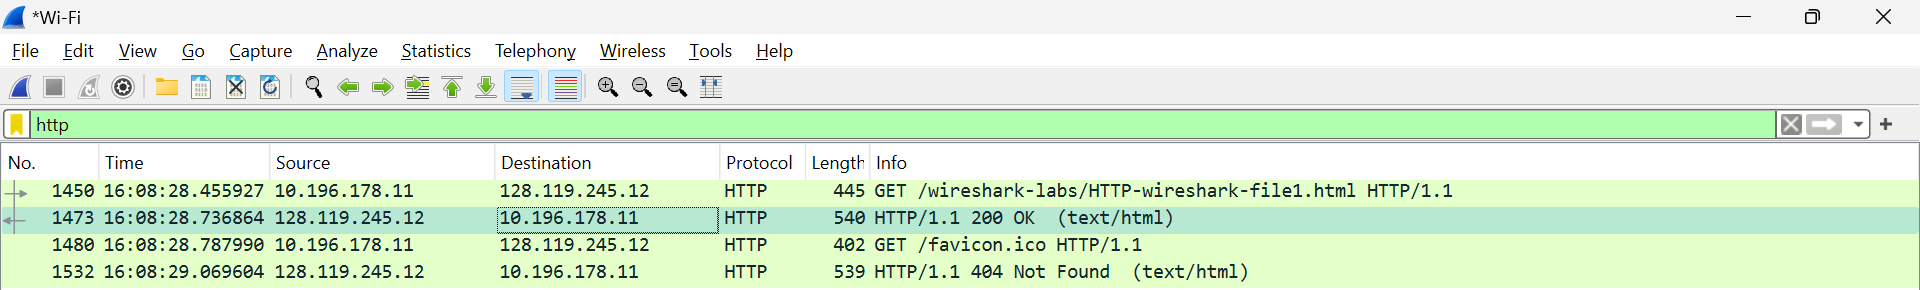 *Wi-Fi
File Edit View Go Capture Analyze Statistics Telephony Wireless Tools Help
http
No. Time Source Destination Protocol Length Info
1450 16:08:28.455927 10.196.178.11 128.119.245.12 HTTP 445 GET /wireshark-labs/HTTP-wireshark-file1.html HTTP/1.1
1473 16:08:28.736864 128.119.245.12 10.196.178.11 HTTP 540 HTTP/1.1 200 OK (text/html)
1480 16:08:28.787990 10.196.178.11 128.119.245.12 HTTP 402 GET /favicon.ico HTTP/1.1
1532 16:08:29.069604 128.119.245.12 10.196.178.11 HTTP 539 HTTP/1.1 404 Not Found (text/html)